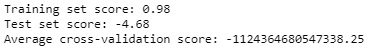 Training set score: 0.98
Test set score: -4.68
Average cross-validation score: -1124364680547338.25